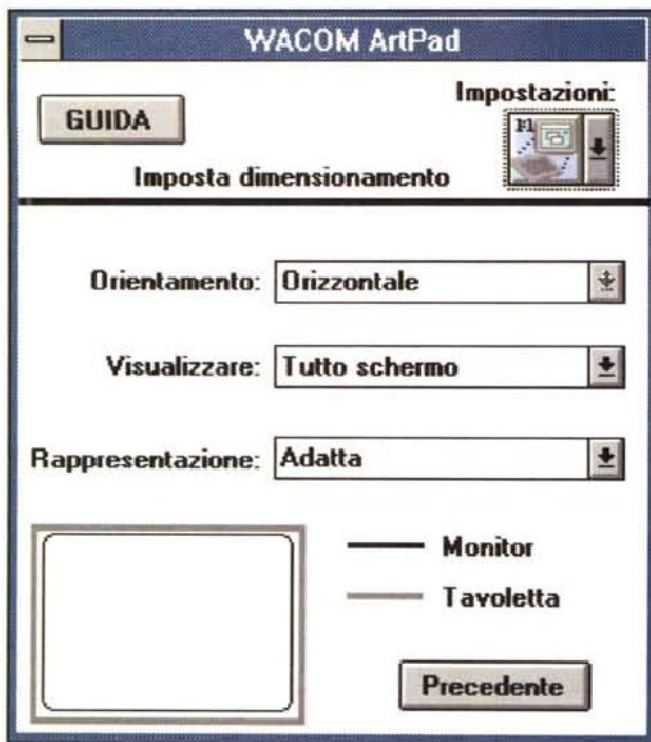 WACOM ArtPad
Impostazioni:
GUIDA
Imposta dimensionamento
Orientamento: Orizzontale
Visualizzare: Tutto schermo
Rappresentazione: Adatta
Monitor
Tavoletta
Precedente